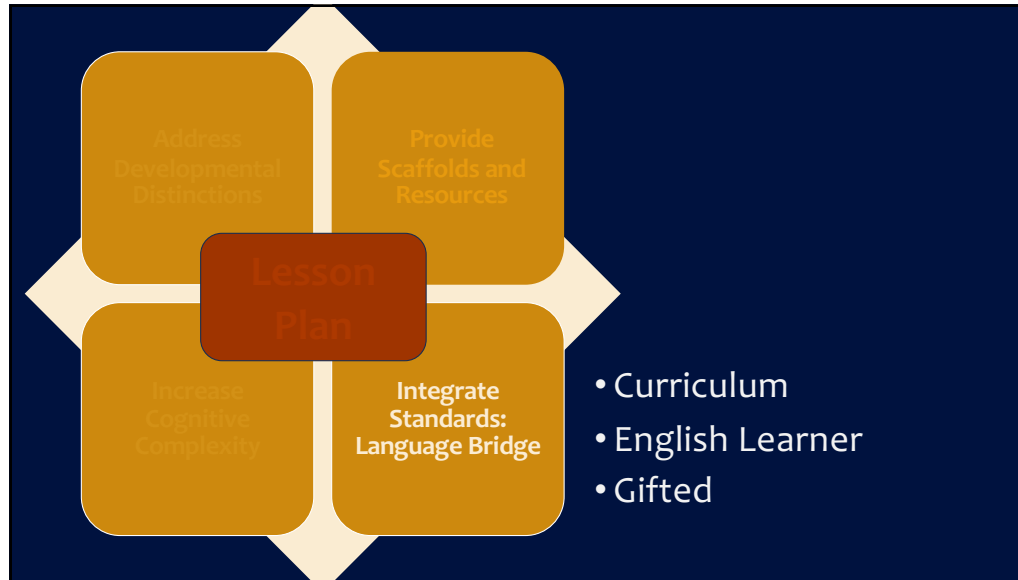 Address
Developmental
Distinctions
Provide
Scaffolds and
Resources
Lesson
Plan
Increase
Cognitive
Complexity
Integrate
Standards:
Language Bridge
• Curriculum
• English Learner
• Gifted